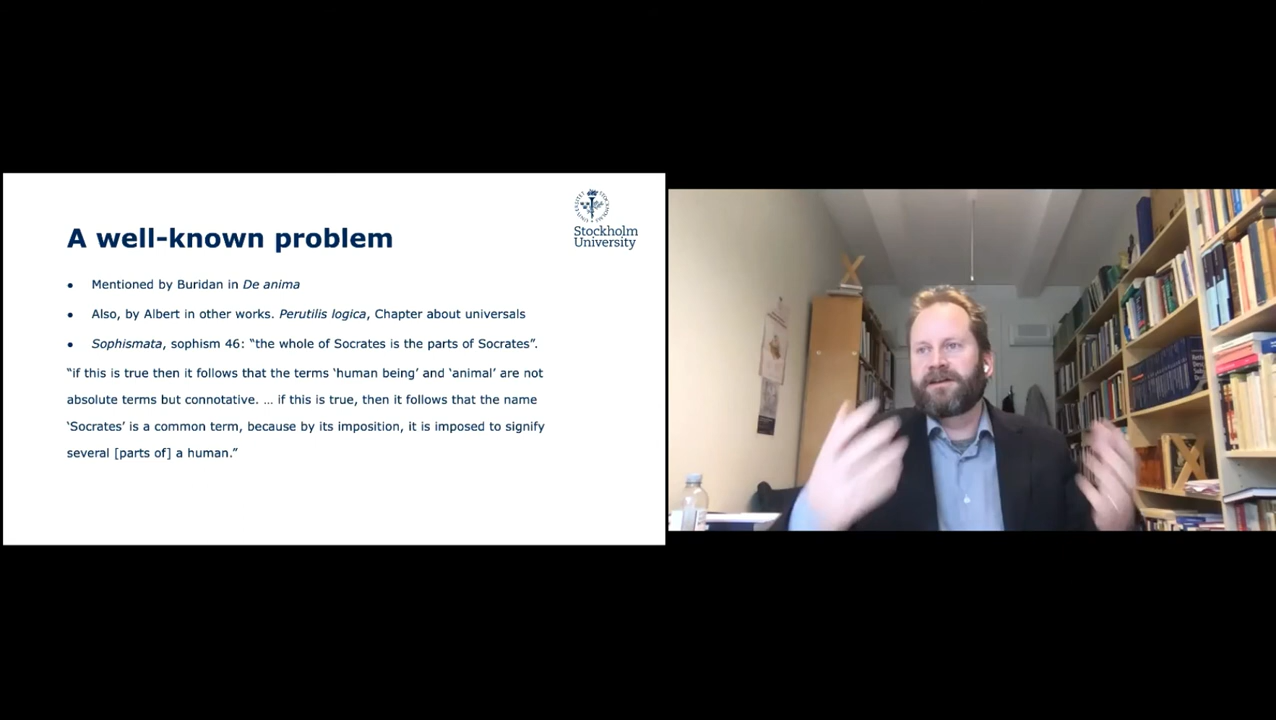 Stockholm
University
A well-known problem
• Mentioned by Buridan in De anima
• Also, by Albert in other works. Perutilis logica, Chapter about universals
• Sophismata, sophism 46: “the whole of Socrates is the parts of Socrates”.
“if this is true then it follows that the terms ‘human being’ and ‘animal’ are not
absolute terms but connotative. … if this is true, then it follows that the name
‘Socrates’ is a common term, because by its imposition, it is imposed to signify
several [parts of] a human.”